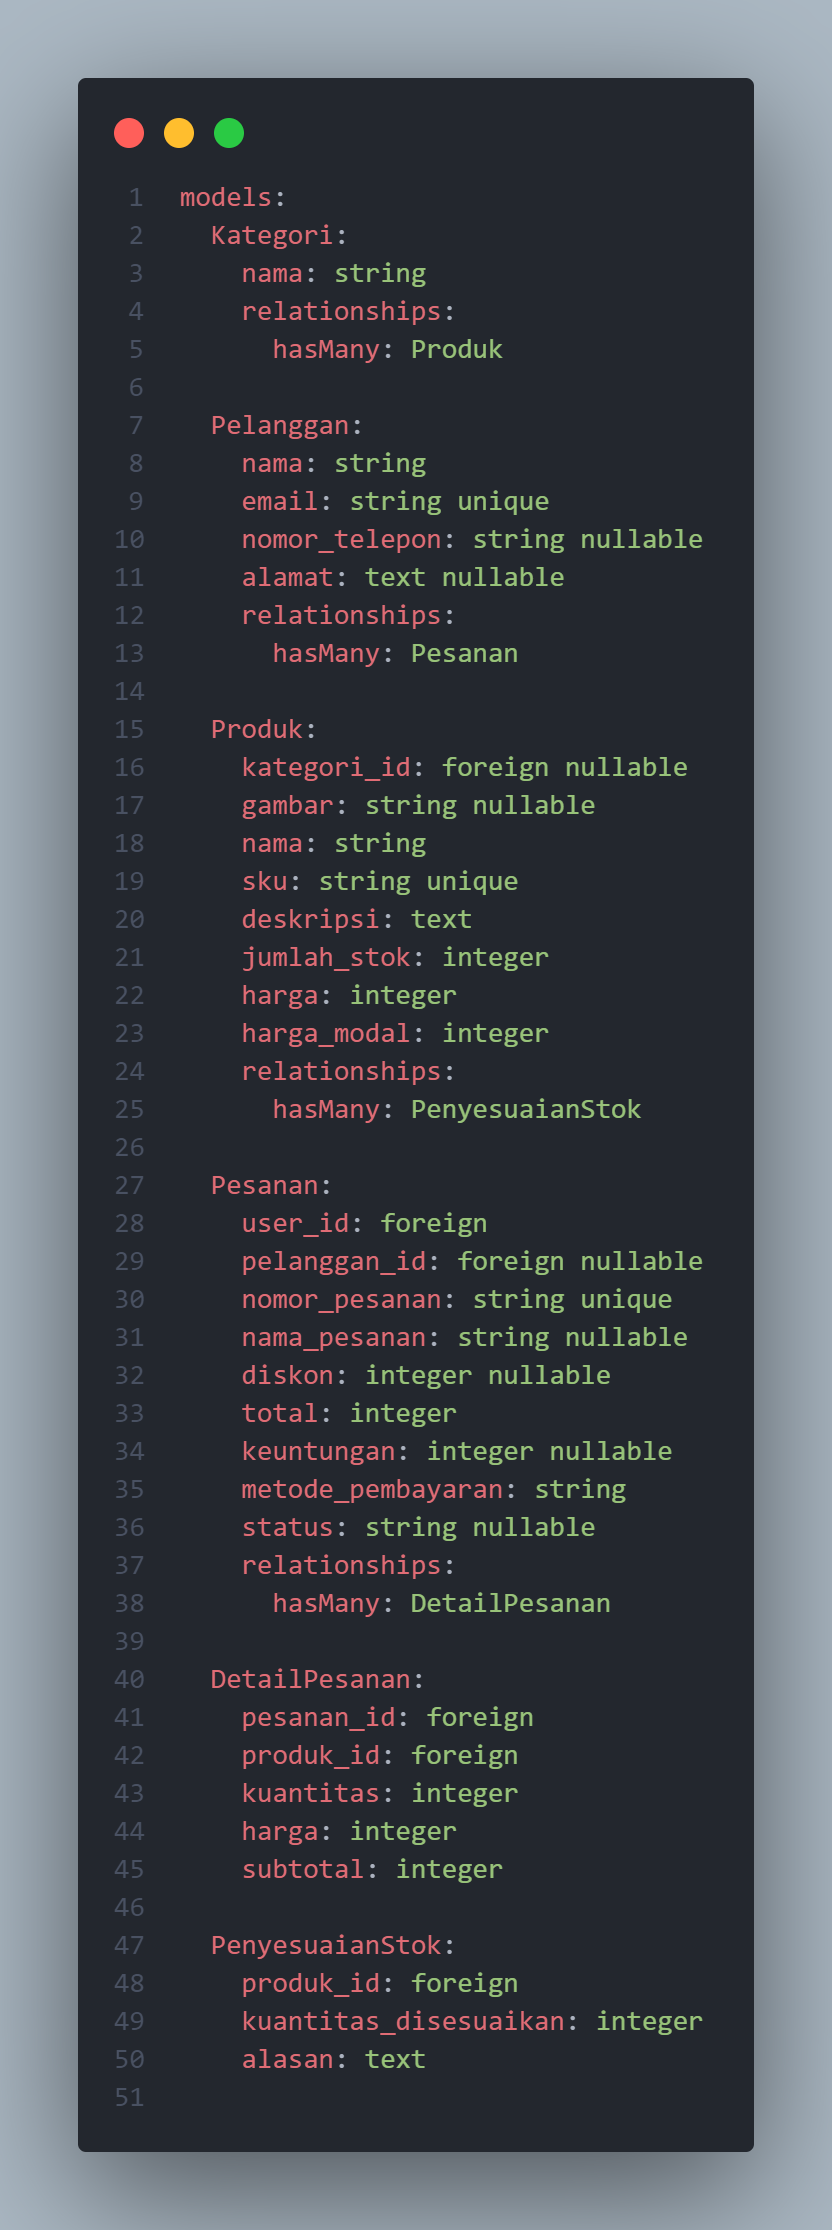 1 models:
2 Kategori:
3 nama: string
4 relationships:
5 hasMany: Produk
6
7 Pelanggan:
8 nama: string
9 email: string unique
10 nomor_telepon: string nullable
11 alamat: text nullable
12 relationships:
13 hasMany: Pesanan
14
15 Produk:
16 kategori_id: foreign nullable
17 gambar: string nullable
18 nama: string
19 sku: string unique
20 deskripsi: text
21 jumlah_stok: integer
22 harga: integer
23 harga_modal: integer
24 relationships:
25 hasMany: PenyesuaianStok
26
27 Pesanan:
28 user_id: foreign
29 pelanggan_id: foreign nullable
30 nomor_pesanan: string unique
31 nama_pesanan: string nullable
32 diskon: integer nullable
33 total: integer
34 keuntungan: integer nullable
35 metode_pembayaran: string
36 status: string nullable
37 relationships:
38 hasMany: DetailPesanan
39
40 DetailPesanan:
41 pesanan_id: foreign
42 produk_id: foreign
43 kuantitas: integer
44 harga: integer
45 subtotal: integer
46
47 PenyesuaianStok:
48 produk_id: foreign
49 kuantitas_disesuaikan: integer
50 alasan: text
51